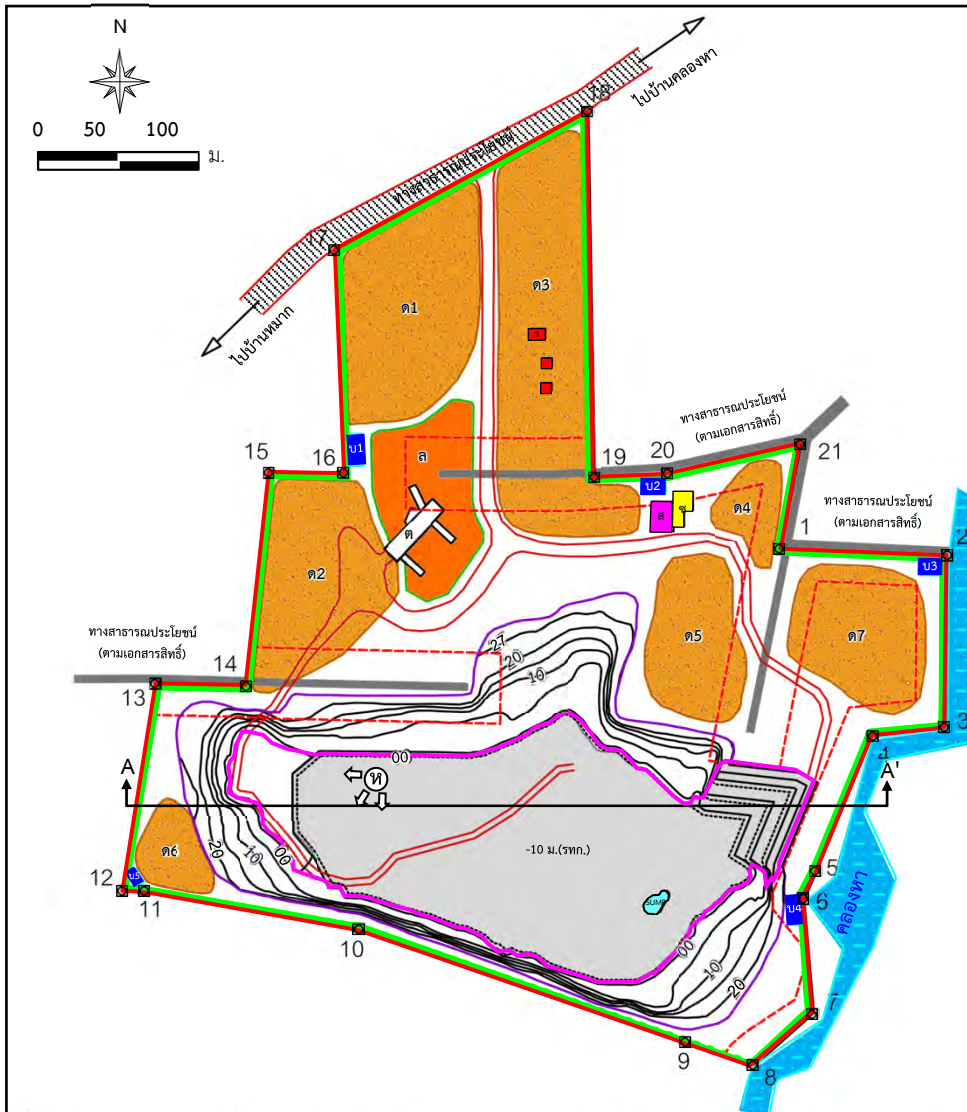 N
0 50 100
ม.
ไปบ้านคลองหา
18
ทางสาธารณประโยชน์
17
ไปบ้านหมาก
ด1
ด3
ว
ทางสาธารณประโยชน์
(ตามเอกสารสิทธิ์)
15
16
บ1
ล
19
20
21
บ2
ส
ช
ด4
ต
ทางสาธารณประโยชน์
(ตามเอกสารสิทธิ์)
1
2
บ3
ด2
ด5
ด7
27
20
10
ทางสาธารณประโยชน์
(ตามเอกสารสิทธิ์)
13
14
3
4
00
A
A'
ห
-10 ม.(รทก.)
ด6
20
10
00
12
บ5
11
5
6
บ4
คลองหา
SUMP
10
00
10
20
7
9
8